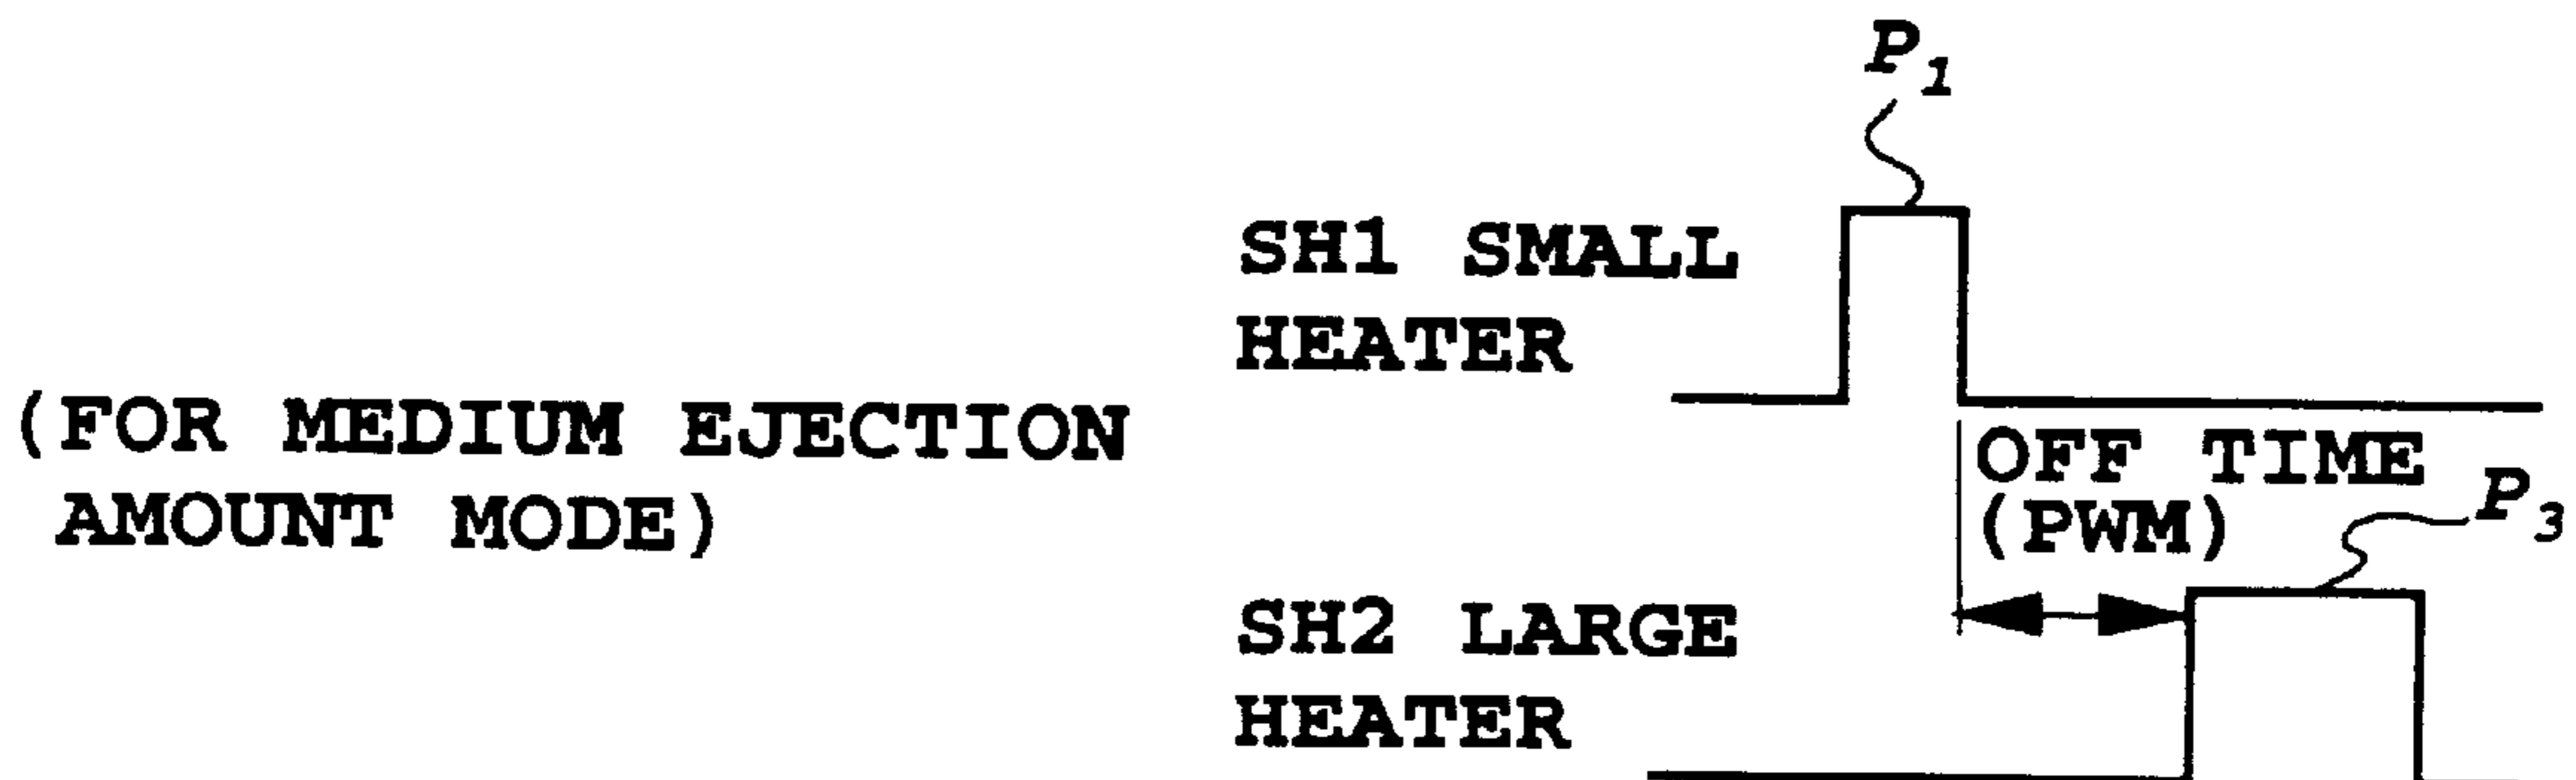 P1
SH1 SMALL
HEATER
(FOR MEDIUM EJECTION
AMOUNT MODE)
OFF TIME
(PWM)
P3
SH2 LARGE
HEATER